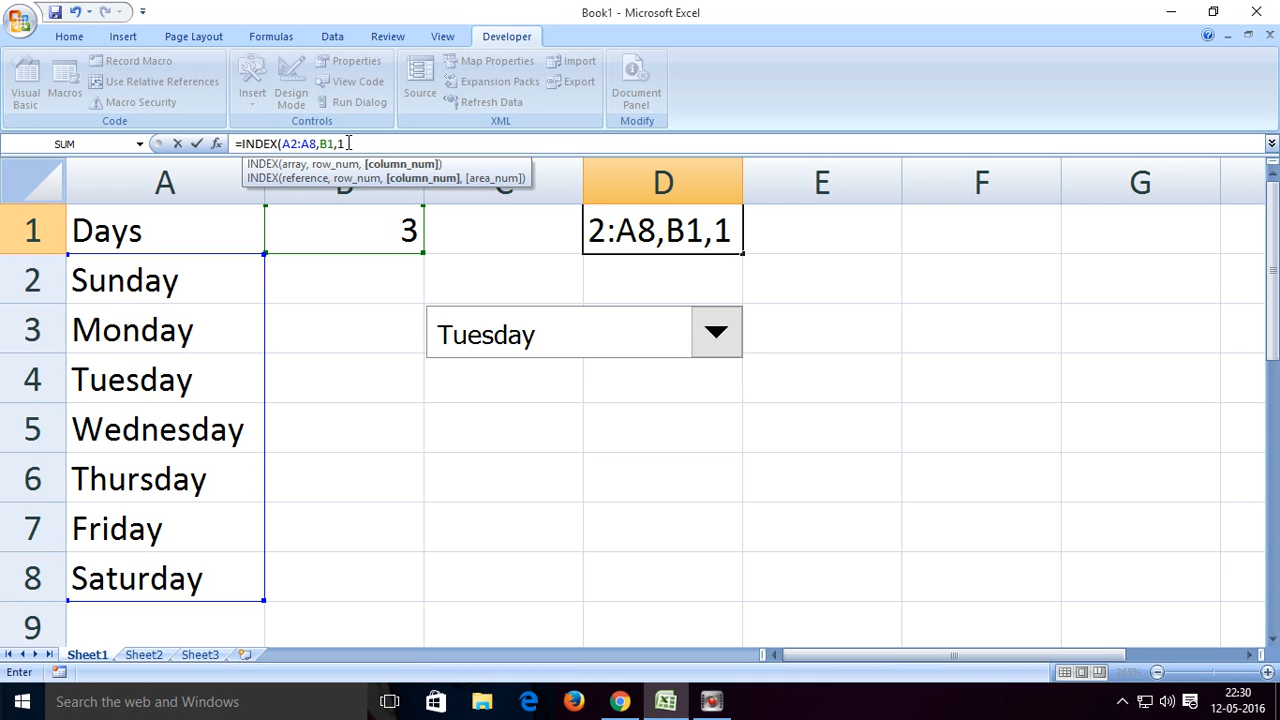 Book1 - Microsoft Excel
Home Insert Page Layout Formulas Data Review View Developer
Visual Basic
Macros
Record Macro
Use Relative References
Macro Security
Code
Insert
Design Mode
Properties
View Code
Run Dialog
Controls
Source
Map Properties
Expansion Packs
Refresh Data
Import
Export
XML
Document Panel
Modify
SUM
fx
=INDEX(A2:A8,B1,1
INDEX(array, row_num, [column_num])
INDEX(reference, row_num, [column_num], [area_num])
A B C D E F G
1 Days 3 2:A8,B1,1
2 Sunday
3 Monday Tuesday
4 Tuesday
5 Wednesday
6 Thursday
7 Friday
8 Saturday
9
Sheet1 Sheet2 Sheet3
Enter 265%
Search the web and Windows
22:30
12-05-2016